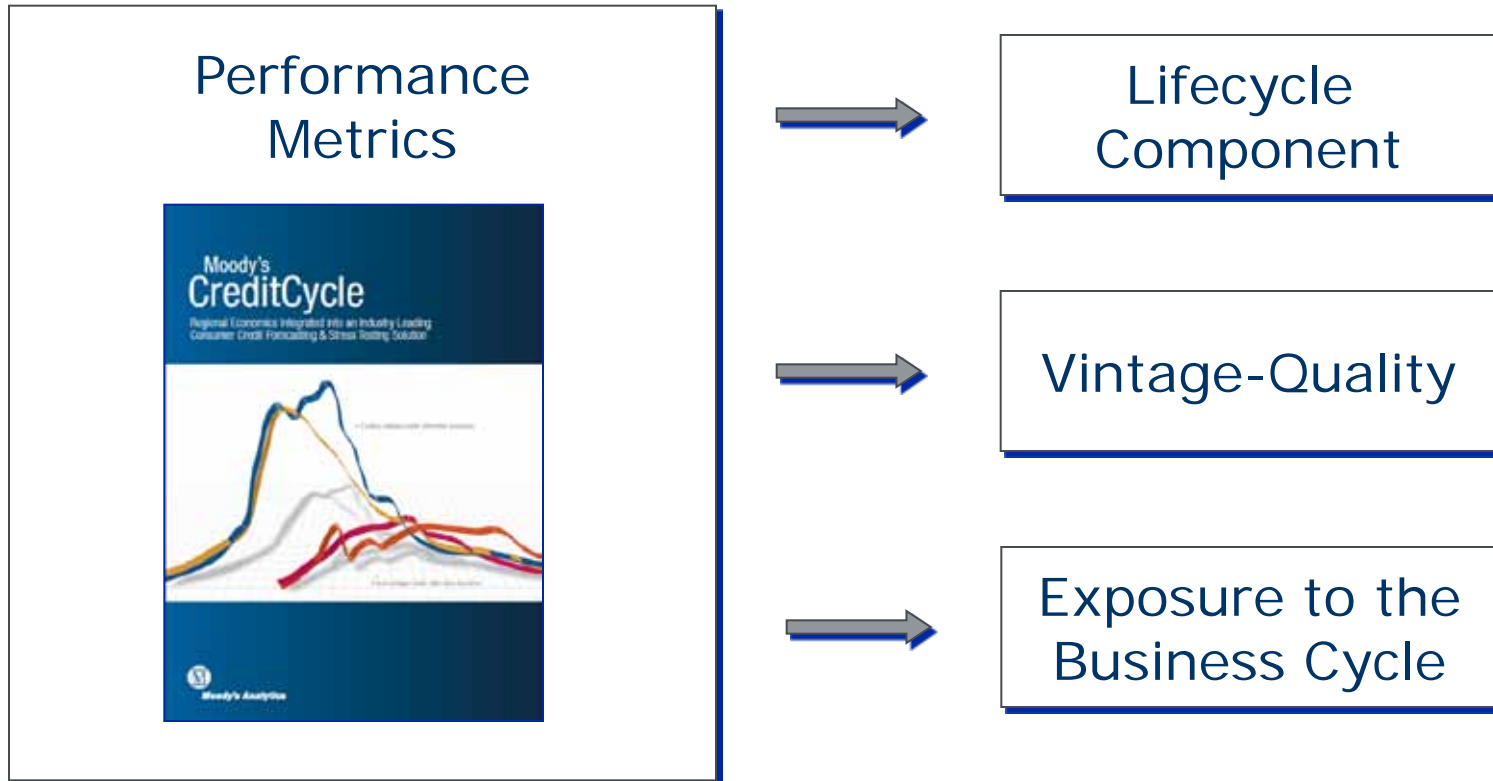 Performance
Metrics
Moody's
CreditCycle
Regional Economics Integrated into an Industry Leading
Consumer Credit Forecasting & Stress Testing Solution
Moody's Analytics
Lifecycle
Component
Vintage-Quality
Exposure to the
Business Cycle